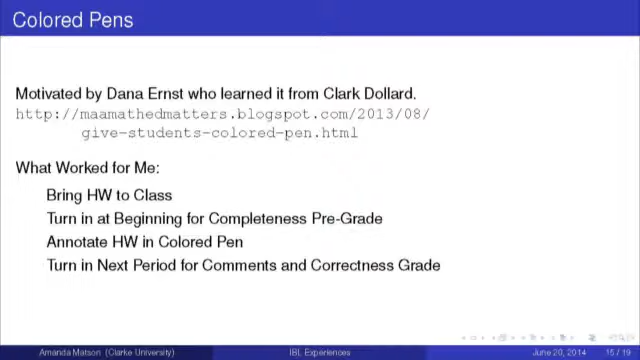 Colored Pens
Motivated by Dana Ernst who learned it from Clark Dollard.
http://maamathedmatters.blogspot.com/2013/08/
give-students-colored-pen.html
What Worked for Me:
Bring HW to Class
Turn in at Beginning for Completeness Pre-Grade
Annotate HW in Colored Pen
Turn in Next Period for Comments and Correctness Grade
Amanda Matson (Clarke University) IBL Experiences June 20, 2014 15 / 19